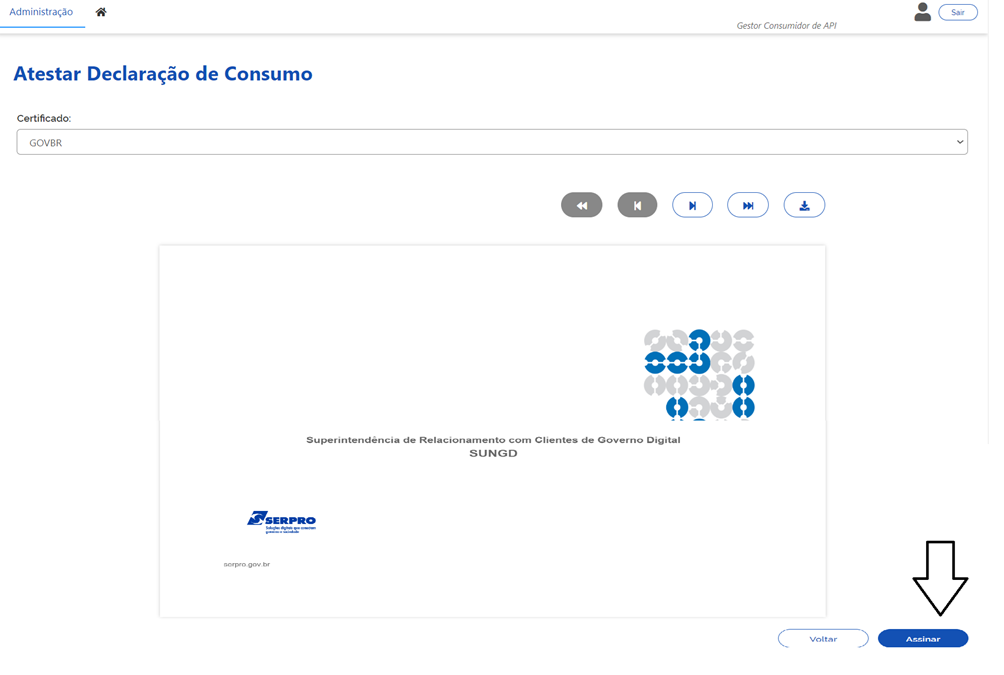 Administração
Gestor Consumidor de API
Sair
Atestar Declaração de Consumo
Certificado:
GOVBR
Superintendência de Relacionamento com Clientes de Governo Digital
SUNGD
SERPRO
Soluções digitais que conectam
governo e sociedade
serpro.gov.br
Voltar
Assinar